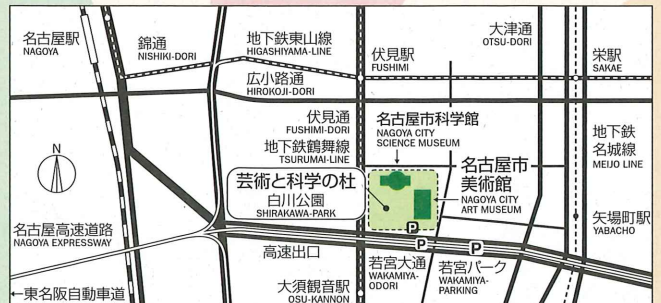 名古屋駅
NAGOYA
錦通
NISHIKI-DORI
地下鉄東山線
HIGASHIYAMA-LINE
伏見駅
FUSHIMI
大津通
OTSU-DORI
栄駅
SAKAE
広小路通
HIROKOJI-DORI
伏見通
FUSHIMI-DORI
地下鉄鶴舞線
TSURUMAI-LINE
名古屋市科学館
NAGOYA CITY
SCIENCE MUSEUM
地下鉄
名城線
MEIJO LINE
N
芸術と科学の杜
白川公園
SHIRAKAWA-PARK
名古屋市
美術館
NAGOYA CITY
ART MUSEUM
矢場町駅
YABACHO
名古屋高速道路
NAGOYA EXPRESSWAY
P
P
P
高速出口
若宮大通
WAKAMIYA-
ODORI
若宮パーク
WAKAMIYA-
PARKING
←東名阪自動車道
大須観音駅
OSU-KANNON